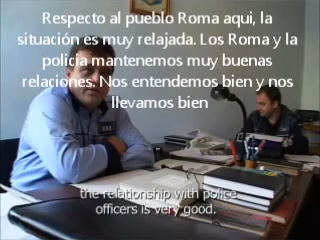 Respecto al pueblo Roma aqui, la
situación es muy relajada. Los Roma y la
policia mantenemos muy buenas
relaciones. Nos entendemos bien y nos
llevamos bien
the relationship with police
officers is very good.